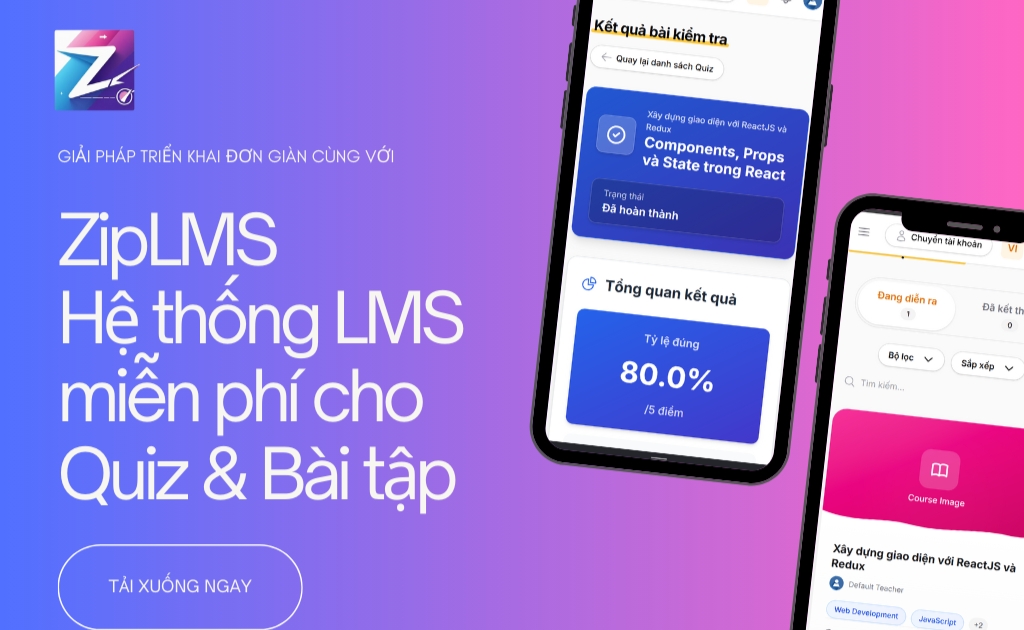 GIẢI PHÁP TRIỂN KHAI ĐƠN GIÀN CÙNG VỚI
ZipLMS
Hệ thống LMS
miễn phí cho
Quiz & Bài tập
TẢI XUỐNG NGAY
Kết quả bài kiểm tra
Quay lại danh sách Quiz
Xây dựng giao diện với ReactJS và
Redux
Components, Props
và State trong React
Trạng thái
Đã hoàn thành
Tổng quan kết quả
Tỷ lệ đúng
80.0%
/5 điểm
Chuyển tài khoản
VI
Đang diễn ra
1
Đã kết th
0
Bộ lọc
Sắp xếp
Tìm kiếm...
Course Image
Xây dựng giao diện với ReactJS và
Redux
Default Teacher
Web Development
JavaScript
+2